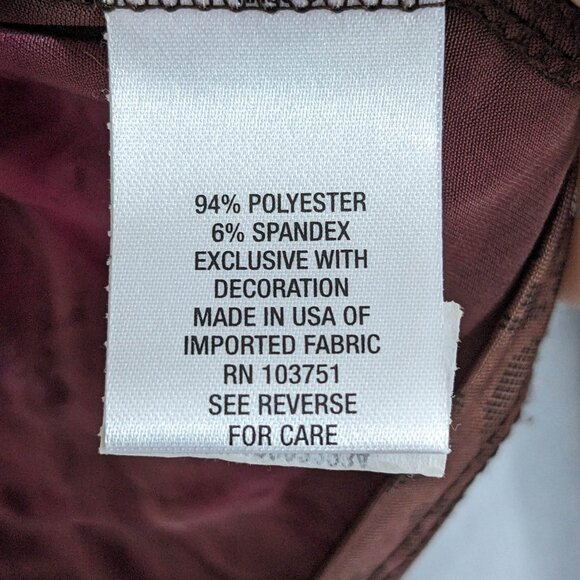 94% POLYESTER
6% SPANDEX
EXCLUSIVE WITH
DECORATION
MADE IN USA OF
IMPORTED FABRIC
RN 103751
SEE REVERSE
FOR CARE